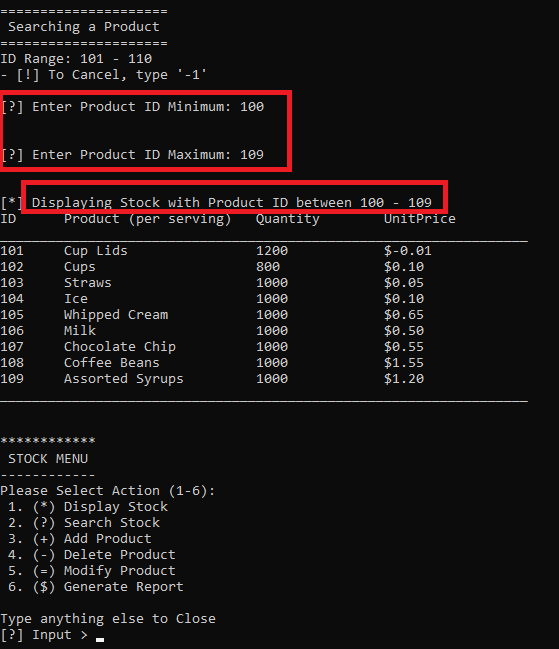 =====================
Searching a Product
=====================
ID Range: 101 - 110
- [!] To Cancel, type '-1'
[?] Enter Product ID Minimum: 100
[?] Enter Product ID Maximum: 109
[*] Displaying Stock with Product ID between 100 - 109
ID Product (per serving) Quantity UnitPrice
__________________________________________________________________
101 Cup Lids 1200 $-0.01
102 Cups 800 $0.10
103 Straws 1000 $0.05
104 Ice 1000 $0.10
105 Whipped Cream 1000 $0.65
106 Milk 1000 $0.50
107 Chocolate Chip 1000 $0.55
108 Coffee Beans 1000 $1.55
109 Assorted Syrups 1000 $1.20
__________________________________________________________________
************
STOCK MENU
------------
Please Select Action (1-6):
1. (*) Display Stock
2. (?) Search Stock
3. (+) Add Product
4. (-) Delete Product
5. (=) Modify Product
6. ($) Generate Report
Type anything else to Close
[?] Input > _